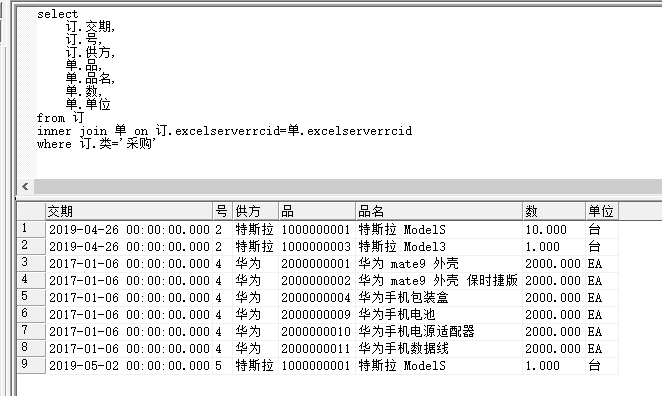 select
订.交期,
订.号,
订.供方,
单.品,
单.品名,
单.数,
单.单位
from 订
inner join 单 on 订.excelserverrcid=单.excelserverrcid
where 订.类='采购'
交期 号 供方 品 品名 数 单位
1 2019-04-26 00:00:00.000 2 特斯拉 1000000001 特斯拉 ModelS 10.000 台
2 2019-04-26 00:00:00.000 2 特斯拉 1000000003 特斯拉 Model3 1.000 台
3 2017-01-06 00:00:00.000 4 华为 2000000001 华为 mate9 外壳 2000.000 EA
4 2017-01-06 00:00:00.000 4 华为 2000000002 华为 mate9 外壳 保时捷版 2000.000 EA
5 2017-01-06 00:00:00.000 4 华为 2000000004 华为手机包装盒 2000.000 EA
6 2017-01-06 00:00:00.000 4 华为 2000000009 华为手机电池 2000.000 EA
7 2017-01-06 00:00:00.000 4 华为 2000000010 华为手机电源适配器 2000.000 EA
8 2017-01-06 00:00:00.000 4 华为 2000000011 华为手机数据线 2000.000 EA
9 2019-05-02 00:00:00.000 5 特斯拉 1000000001 特斯拉 ModelS 1.000 台